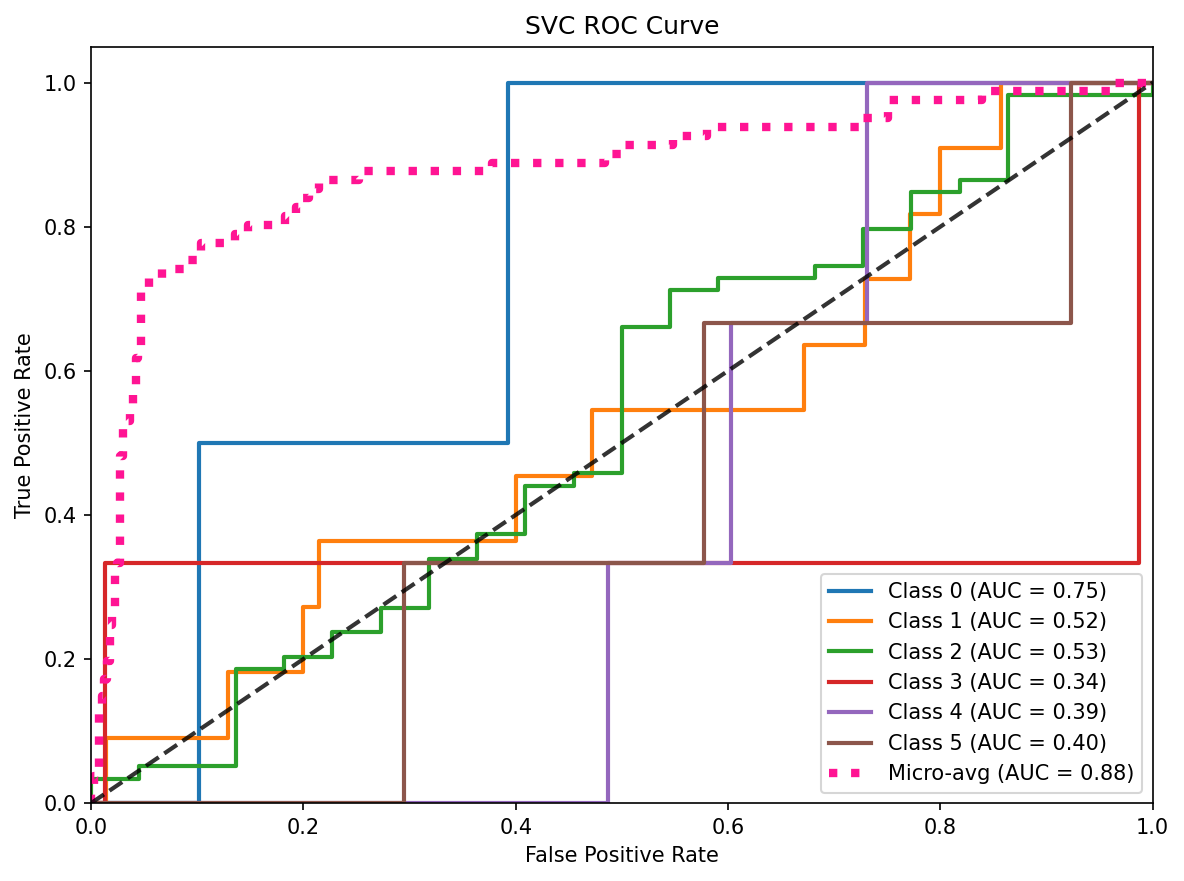 SVC ROC Curve
True Positive Rate
1.0
0.8
0.6
0.4
0.2
0.0
0.0 0.2 0.4 0.6 0.8 1.0
False Positive Rate
Class 0 (AUC = 0.75)
Class 1 (AUC = 0.52)
Class 2 (AUC = 0.53)
Class 3 (AUC = 0.34)
Class 4 (AUC = 0.39)
Class 5 (AUC = 0.40)
Micro-avg (AUC = 0.88)